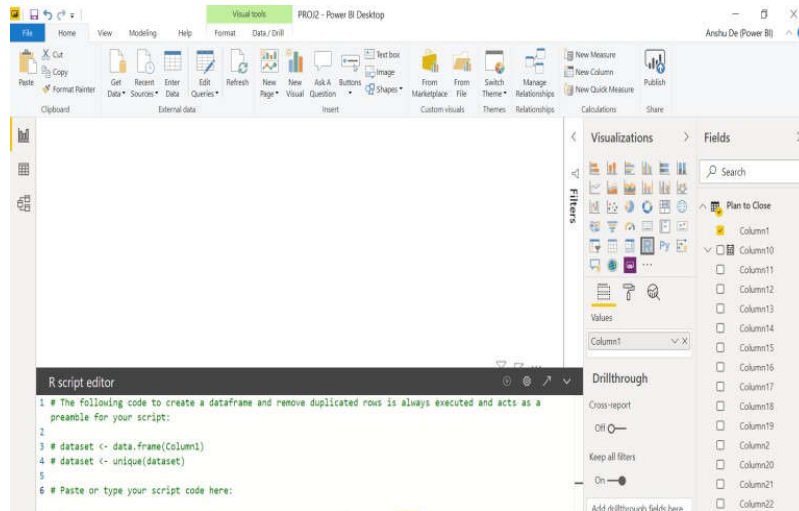 Visual tools PROJ2 - Power BI Desktop
File Home View Modeling Help Format Data / Drill Anshu De (Power BI)
Paste
Cut
Copy
Format Painter
Clipboard
Get Data
Recent Sources
Enter Data
Edit Queries
External data
Refresh
New Page
New Visual
Ask A Question
Buttons
Text box
Image
Shapes
Insert
From Marketplace
From File
Custom visuals
Switch Theme
Themes
Manage Relationships
Relationships
New Measure
New Column
New Quick Measure
Calculations
Publish
Share
Filters
Visualizations
R
Py
Values
Column1
Drillthrough
Cross-report
Off
Keep all filters
On
Add drillthrough fields here
Fields
Search
Plan to Close
Column1
Column10
Column11
Column12
Column13
Column14
Column15
Column16
Column17
Column18
Column19
Column2
Column20
Column21
Column22
R script editor
1 # The following code to create a dataframe and remove duplicated rows is always executed and acts as a
preamble for your script:
2
3 # dataset <- data.frame(Column1)
4 # dataset <- unique(dataset)
5
6 # Paste or type your script code here: